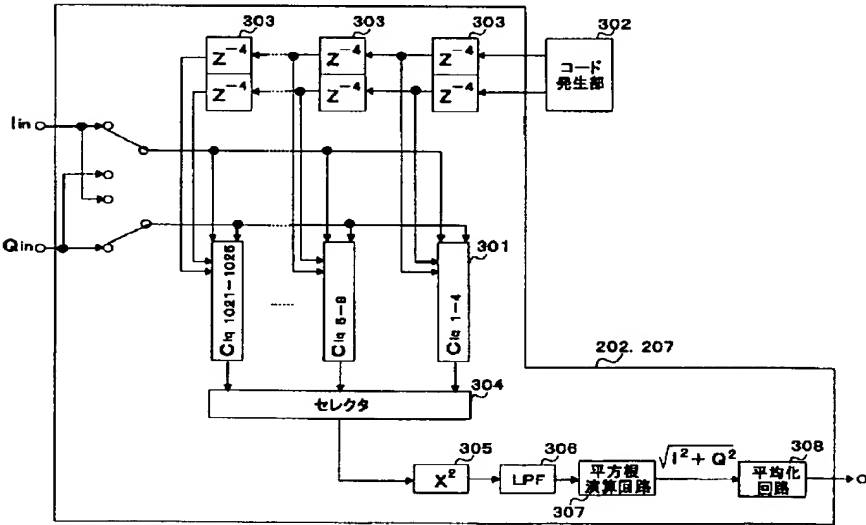 303
303
303
302
Z⁻⁴
Z⁻⁴
Z⁻⁴
Z⁻⁴
Z⁻⁴
Z⁻⁴
コード
発生部
Iin
Qin
301
Ciq 1021-1025
Ciq 5-8
Ciq 1-4
202. 207
304
セレクタ
305
X²
306
LPF
平方根
演算回路
307
√I²+Q²
308
平均化
回路